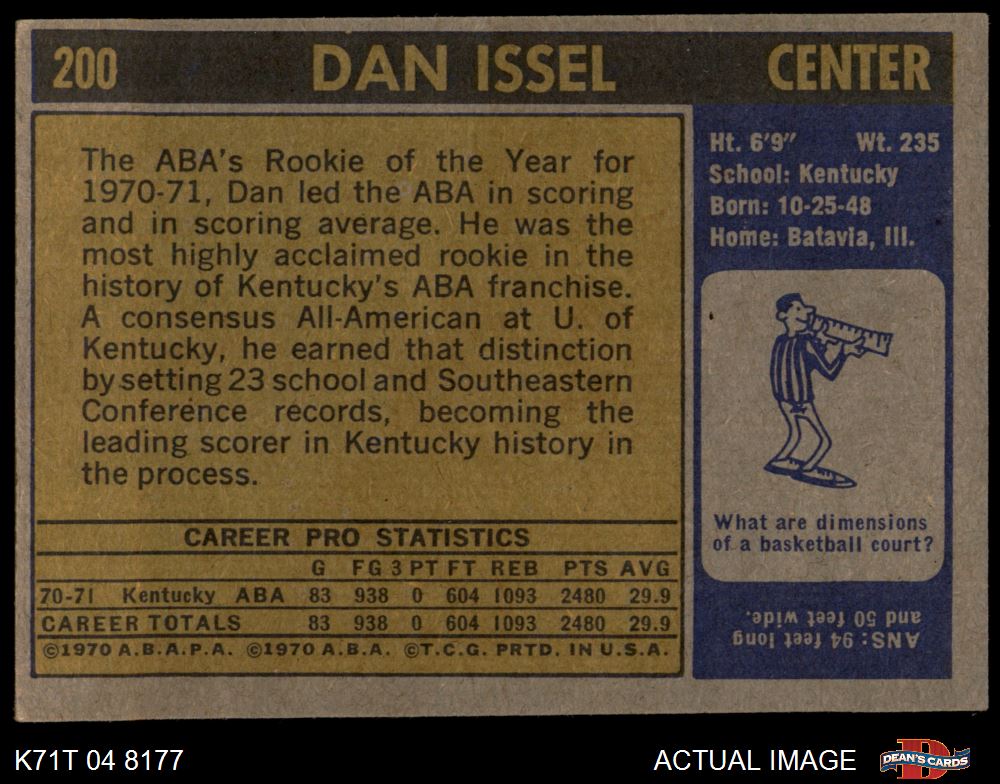 200 DAN ISSEL CENTER
The ABA's Rookie of the Year for
1970-71, Dan led the ABA in scoring
and in scoring average. He was the
most highly acclaimed rookie in the
history of Kentucky's ABA franchise.
A consensus All-American at U. of
Kentucky, he earned that distinction
by setting 23 school and Southeastern
Conference records, becoming the
leading scorer in Kentucky history in
the process.
CAREER PRO STATISTICS
G FG 3PT FT REB PTS AVG
70-71 Kentucky ABA 83 938 0 604 1093 2480 29.9
CAREER TOTALS 83 938 0 604 1093 2480 29.9
©1970 A.B.A.P.A. ©1970 A.B.A. ©T.C.G. PRTD. IN U.S.A.
Ht. 6'9" Wt. 235
School: Kentucky
Born: 10-25-48
Home: Batavia, Ill.
What are dimensions
of a basketball court?
ANS: 94 feet long
and 50 feet wide.
K71T 04 8177 ACTUAL IMAGE D DEAN'S CARDS